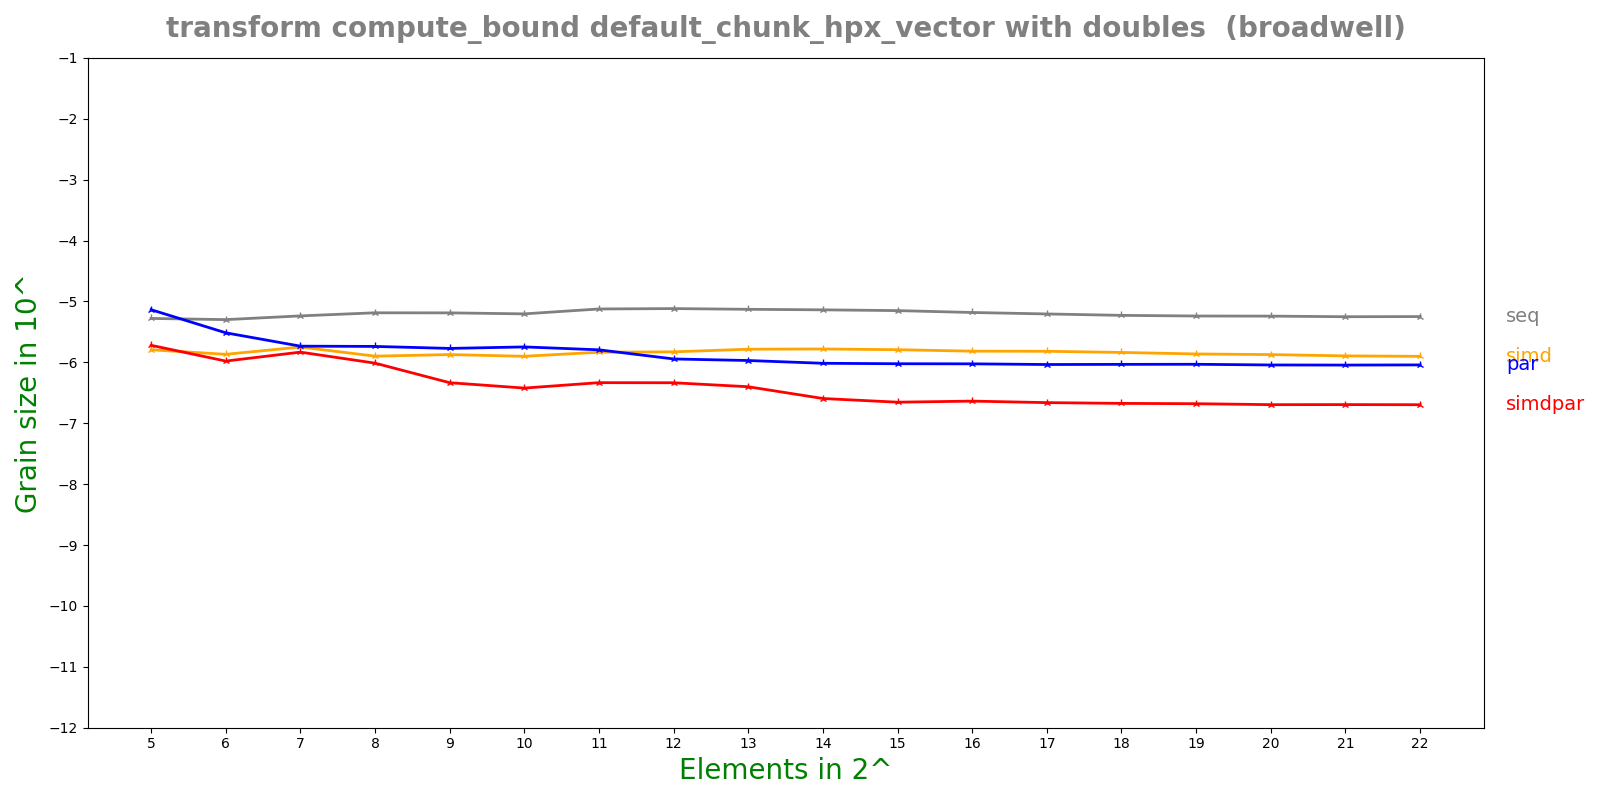 transform compute_bound default_chunk_hpx_vector with doubles  (broadwell)
−1
−2
−3
−4
−5
−6
−7
−8
−9
−10
−11
−12
Grain size in 10^
seq
simd
par
simdpar
5 6 7 8 9 10 11 12 13 14 15 16 17 18 19 20 21 22
Elements in 2^